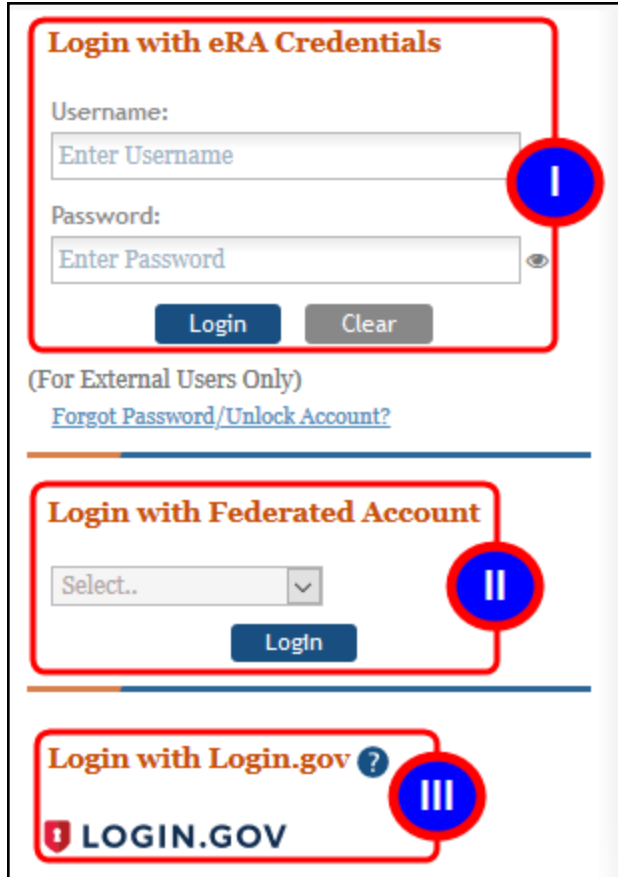 Login with eRA Credentials
Username:
Enter Username
I
Password:
Enter Password
Login Clear
(For External Users Only)
Forgot Password/Unlock Account?
Login with Federated Account
Select..
II
LogIn
Login with Login.gov ?
III
LOGIN.GOV